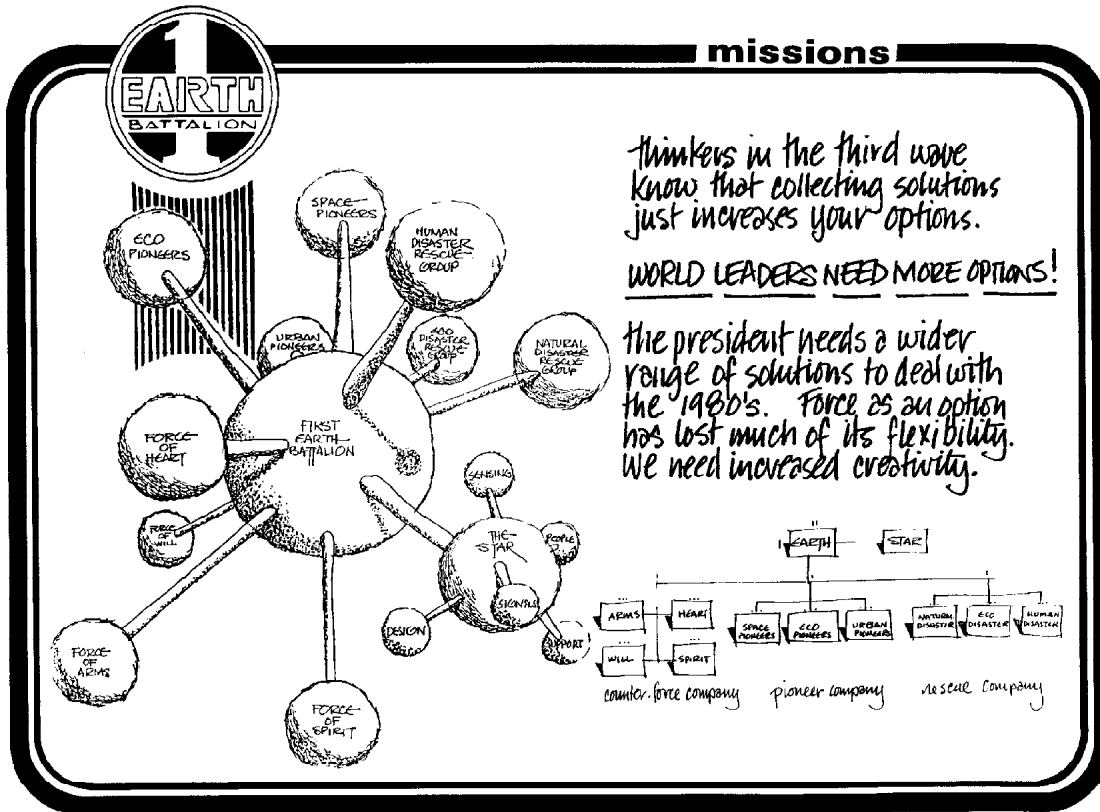 missions
1
EARTH
BATTALION
thinkers in the third wave
know that collecting solutions
just increases your options.
WORLD LEADERS NEED MORE OPTIONS!
the president needs a wider
range of solutions to deal with
the 1980's. Force as an option
has lost much of its flexibility.
We need increased creativity.
SPACE
PIONEERS
ECO
PIONEERS
HUMAN
DISASTER
RESCUE
GROUP
URBAN
PIONEERS
ECO
DISASTER
RESCUE
GROUP
NATURAL
DISASTER
RESCUE
GROUP
FIRST
EARTH
BATTALION
FORCE
OF
HEART
FORCE
OF
WILL
FORCE
OF
ARMS
FORCE
OF
SPIRIT
SENSING
THE
STAR
PEOPLE
SIGNALS
DESIGN
SUPPORT
1 EARTH
STAR
ARMS
HEART
WILL
SPIRIT
counter-force company
SPACE
PIONEERS
ECO
PIONEERS
URBAN
PIONEERS
pioneer company
NATURAL
DISASTER
ECO
DISASTER
HUMAN
DISASTER
rescue company